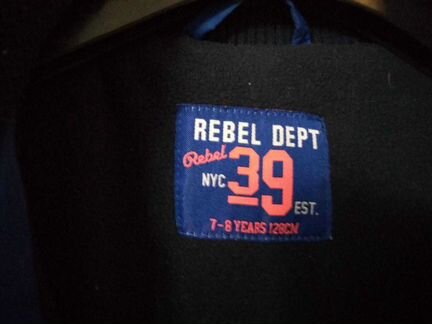 REBEL DEPT
Rebel
NYC 39 EST.
7-8 YEARS 128CM